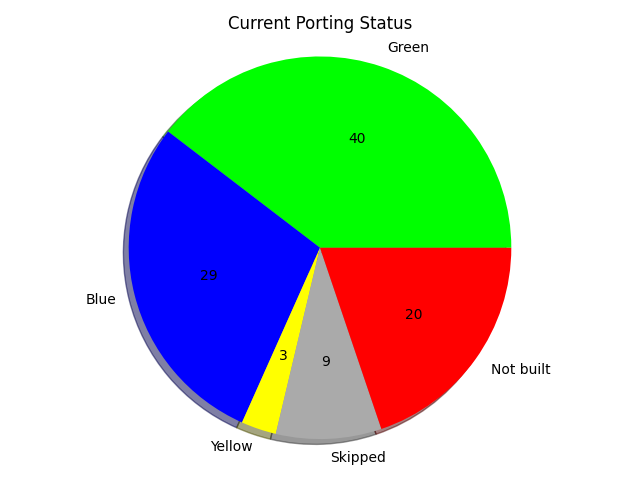 Current Porting Status
Green
40
29
Blue
3
9
20
Not built
Yellow
Skipped